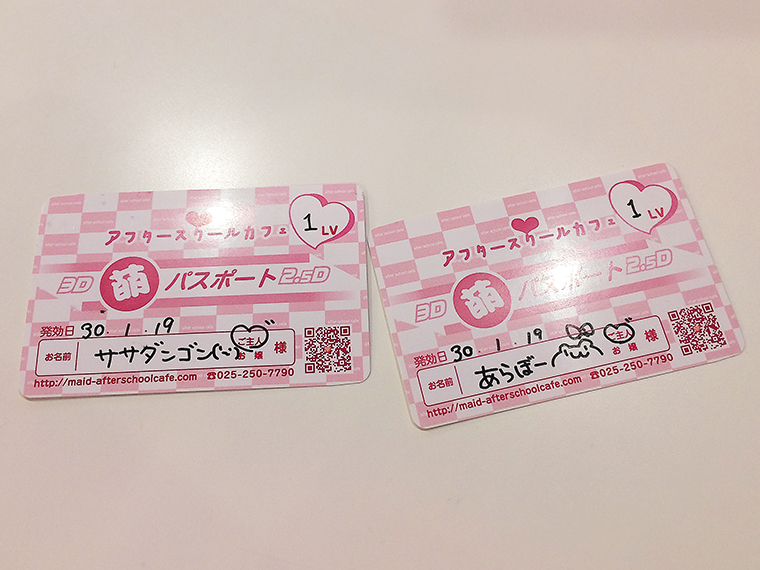 アフタースクールカフェ
1 LV
3D 萌 パスポート 2.5D
発効日 30.1.19
お名前 ササダンゴン ご主人 お嬢 様
http://maid-afterschoolcafe.com ☎025-250-7790
アフタースクールカフェ
1 LV
3D 萌 パスポート 2.5D
発効日 30.1.19
お名前 あらぼー ご主人 お嬢 様
http://maid-afterschoolcafe.com ☎025-250-7790